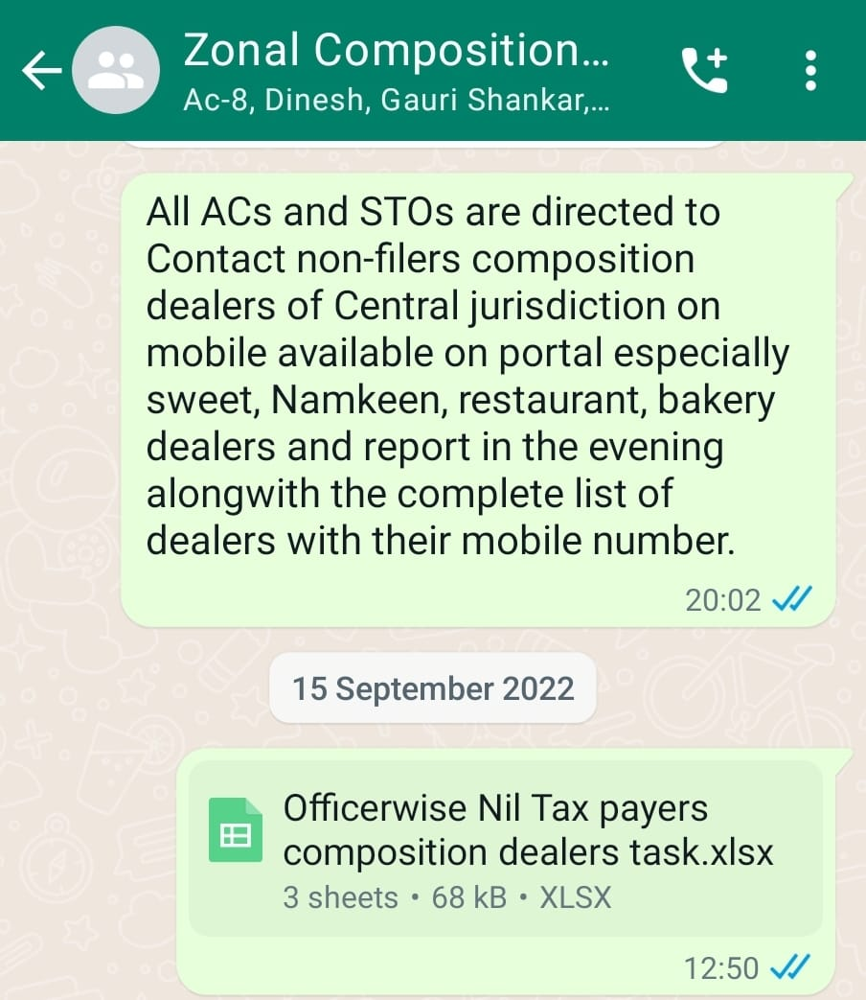 Zonal Composition...
Ac-8, Dinesh, Gauri Shankar,...
All ACs and STOs are directed to
Contact non-filers composition
dealers of Central jurisdiction on
mobile available on portal especially
sweet, Namkeen, restaurant, bakery
dealers and report in the evening
alongwith the complete list of
dealers with their mobile number.
20:02
15 September 2022
Officerwise Nil Tax payers
composition dealers task.xlsx
3 sheets • 68 kB • XLSX
12:50